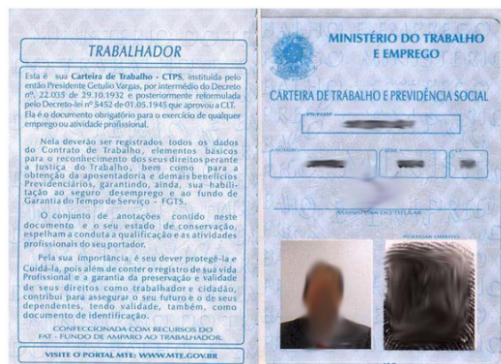 TRABALHADOR
Esta é sua Carteira de Trabalho - CTPS, instituída pelo
então Presidente Getulio Vargas, por intermédio do Decreto
nº. 22.035 de 29.10.1932 e posteriormente reformulada
pelo Decreto-lei nº 5452 de 01.05.1943 que aprovou a CLT.
Ela é o documento obrigatório para o exercício de qualquer
emprego ou atividade profissional.
Nela deverão ser registrados todos os dados
do Contrato de Trabalho, elementos básicos
para o reconhecimento dos seus direitos perante
a Justiça do Trabalho, bem como para a
obtenção da aposentadoria e demais benefícios
Previdenciários, garantindo, ainda, sua habili-
tação ao seguro desemprego e ao fundo de
Garantia do Tempo de Serviço - FGTS.
O conjunto de anotações contido neste
documento e o seu estado de conservação,
espelham a conduta a qualificação e as atividades
profissionais do seu portador.
Pela sua importância, é seu dever protegê-la e
Cuidá-la, pois além de conter o registro de sua vida
Profissional e a garantia da preservação e validade
de seus direitos como trabalhador e cidadão,
contribui para assegurar o seu futuro e o de seus
dependentes, tendo validade, também, como
documento de identificação.
CONFECCIONADA COM RECURSOS DO
FAT - FUNDO DE AMPARO AO TRABALHADOR.
VISITE O PORTAL MTE: WWW.MTE.GOV.BR
MINISTÉRIO DO TRABALHO
E EMPREGO
CARTEIRA DE TRABALHO E PREVIDÊNCIA SOCIAL
ASSINATURA DO TITULAR
POLEGAR DIREITO